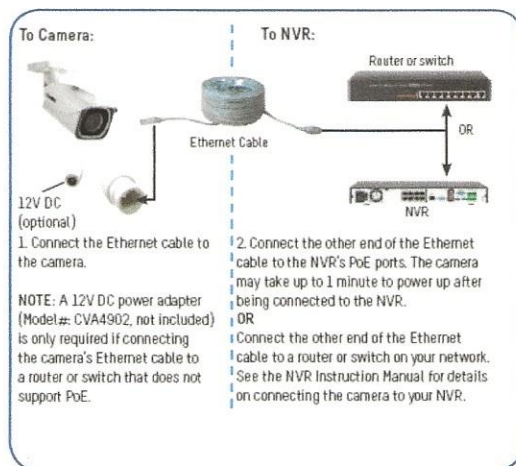 To Camera:
To NVR:
Router or switch
OR
Ethernet Cable
NVR
12V DC
(optional)
1. Connect the Ethernet cable to
the camera.
NOTE: A 12V DC power adapter
(Model#: CVA4902, not included)
is only required if connecting
the camera's Ethernet cable to
a router or switch that does not
support PoE.
2. Connect the other end of the Ethernet
cable to the NVR's PoE ports. The camera
may take up to 1 minute to power up after
being connected to the NVR.
OR
Connect the other end of the Ethernet
cable to a router or switch on your network.
See the NVR Instruction Manual for details
on connecting the camera to your NVR.